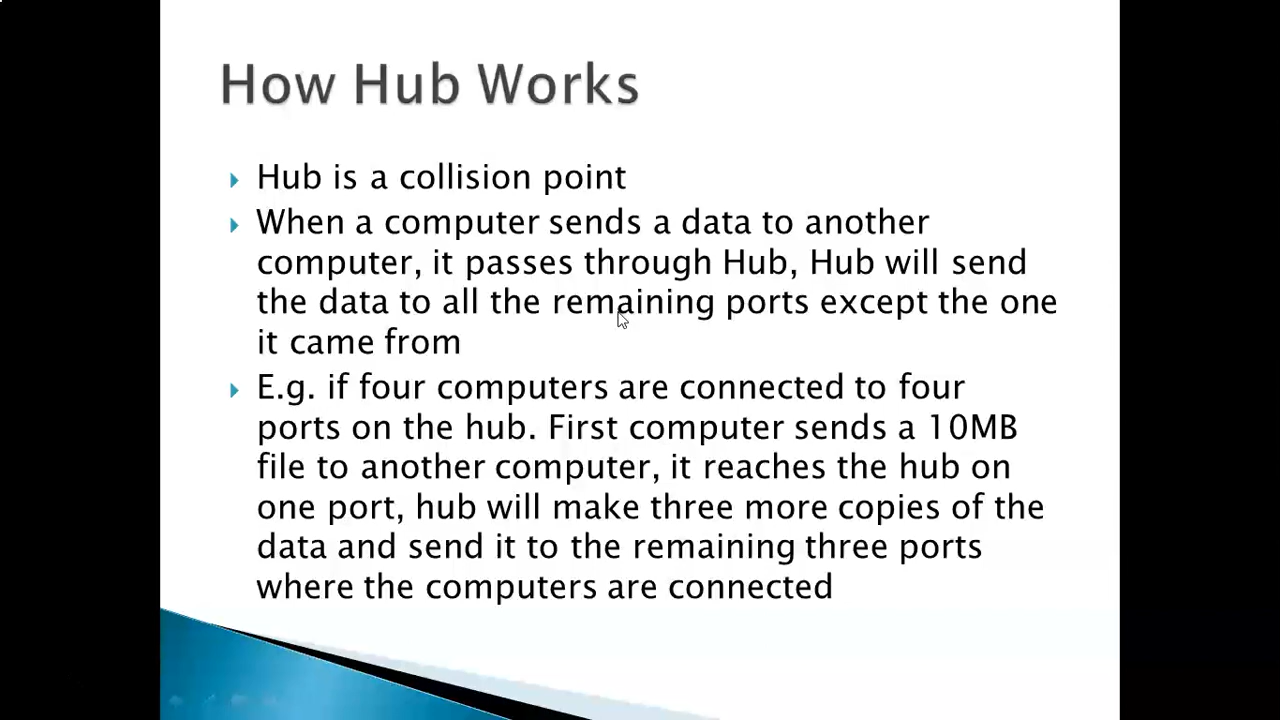 How Hub Works
Hub is a collision point
When a computer sends a data to another
computer, it passes through Hub, Hub will send
the data to all the remaining ports except the one
it came from
E.g. if four computers are connected to four
ports on the hub. First computer sends a 10MB
file to another computer, it reaches the hub on
one port, hub will make three more copies of the
data and send it to the remaining three ports
where the computers are connected